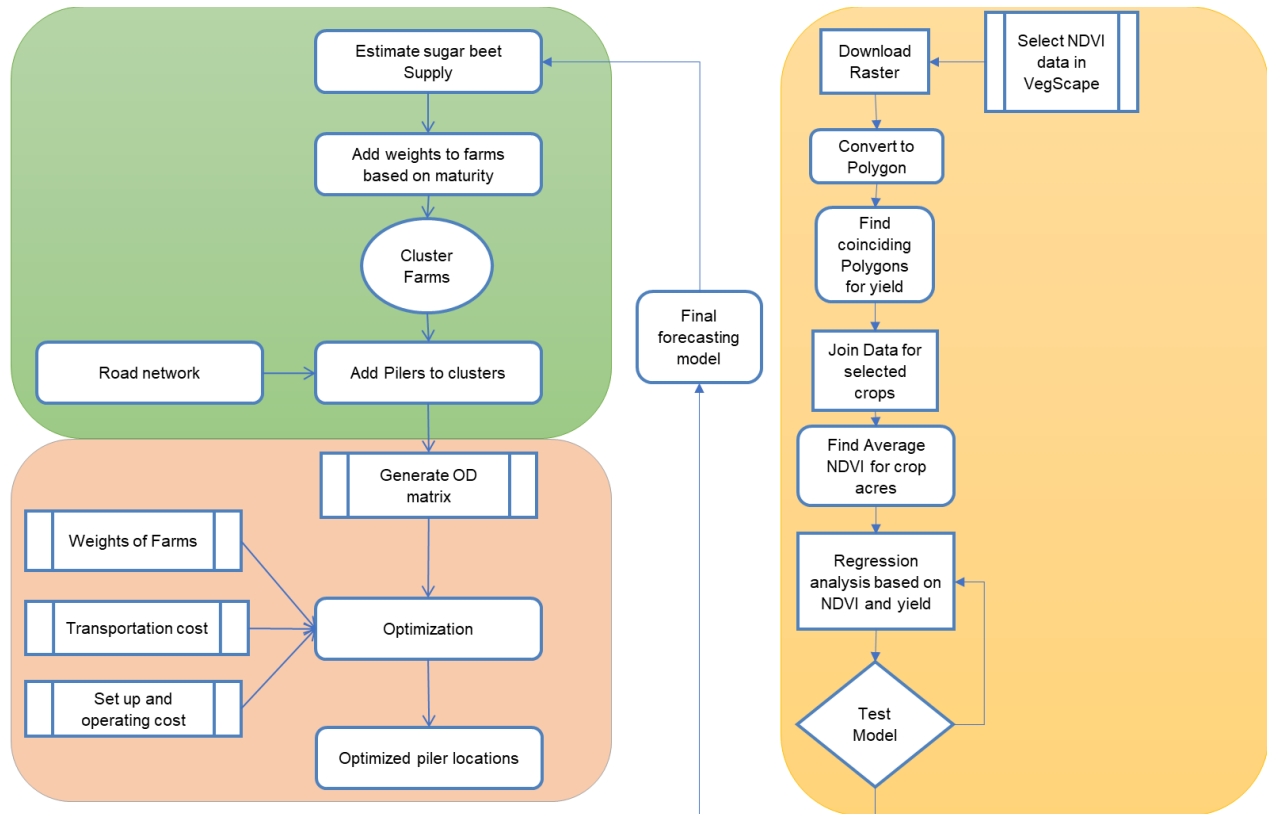 Estimate sugar beet
Supply
Add weights to farms
based on maturity
Cluster
Farms
Road network
Add Pilers to clusters
Generate OD
matrix
Weights of Farms
Transportation cost
Set up and
operating cost
Optimization
Optimized piler locations
Final
forecasting
model
Download
Raster
Select NDVI
data in
VegScape
Convert to
Polygon
Find
coinciding
Polygons
for yield
Join Data for
selected
crops
Find Average
NDVI for crop
acres
Regression
analysis based on
NDVI and yield
Test
Model